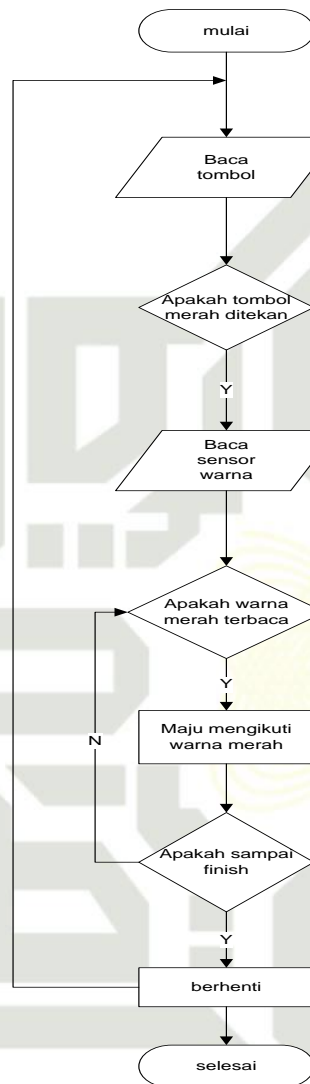 mulai
Baca
tombol
Apakah tombol
merah ditekan
Y
Baca
sensor
warna
Apakah warna
merah terbaca
Y
N
Maju mengikuti
warna merah
Apakah sampai
finish
Y
berhenti
selesai